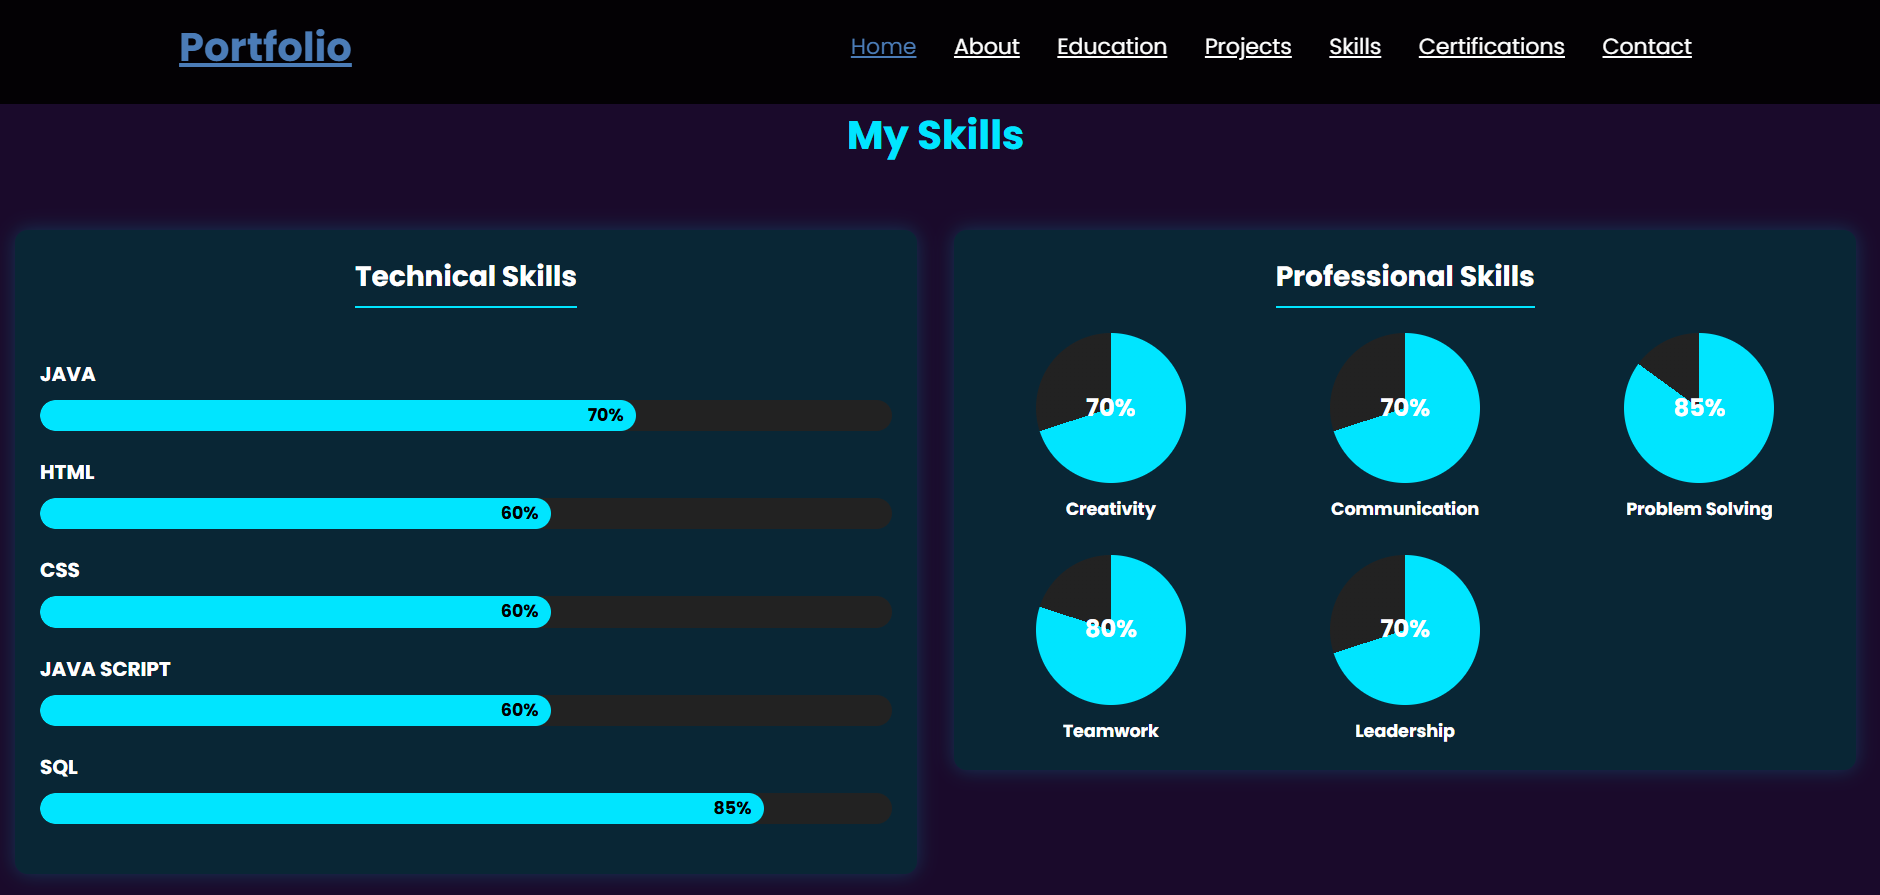 Portfolio
Home About Education Projects Skills Certifications Contact
My Skills
Technical Skills
JAVA
70%
HTML
60%
CSS
60%
JAVA SCRIPT
60%
SQL
85%
Professional Skills
70% 70% 85%
Creativity Communication Problem Solving
80% 70%
Teamwork Leadership